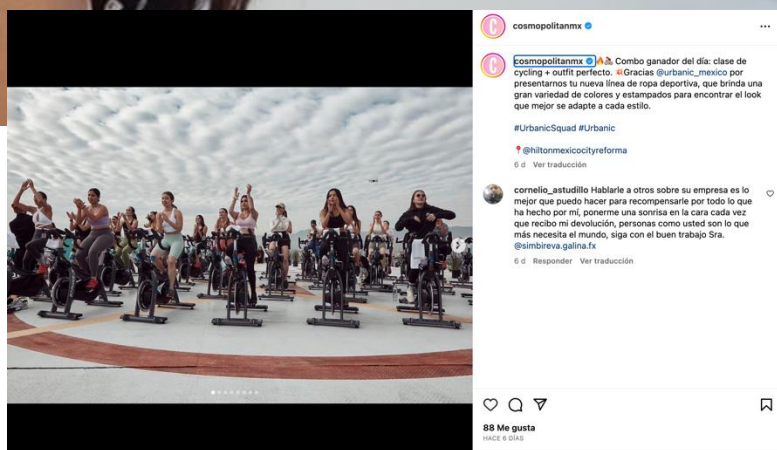 cosmopolitanmx
cosmopolitanmx 🔥🚴🏻‍♀️ Combo ganador del día: clase de
cycling + outfit perfecto. 💥Gracias @urbanic_mexico por
presentarnos tu nueva línea de ropa deportiva, que brinda una
gran variedad de colores y estampados para encontrar el look
que mejor se adapte a cada estilo.
#UrbanicSquad #Urbanic
📍@hiltonmexicocityreforma
6 d Ver traducción
cornelio_astudillo Hablarle a otros sobre su empresa es lo
mejor que puedo hacer para recompensarle por todo lo que
ha hecho por mí, ponerme una sonrisa en la cara cada vez
que recibo mi devolución, personas como usted son lo que
más necesita el mundo, siga con el buen trabajo Sra.
@simbireva.galina.fx
6 d Responder Ver traducción
88 Me gusta
HACE 6 DÍAS